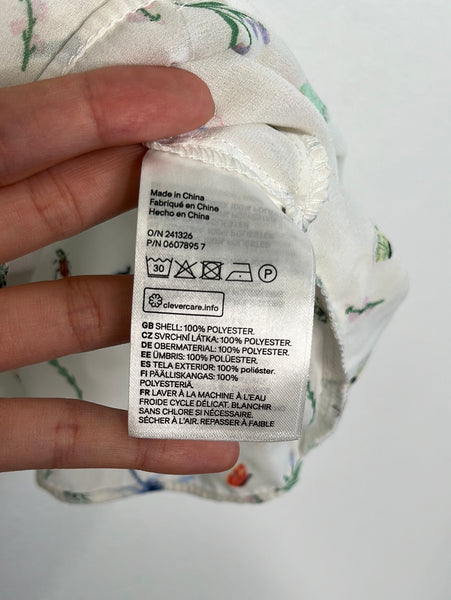 Made in China
Fabriqué en Chine
Hecho en China
O/N 241326
P/N 0607895 7
30
P
clevercare.info
GB SHELL: 100% POLYESTER.
CZ SVRCHNÍ LÁTKA: 100% POLYESTER.
DE OBERMATERIAL: 100% POLYESTER.
EE ÜMBRIS: 100% POLÜESTER.
ES TELA EXTERIOR: 100% poliéster.
FI PÄÄLLISKANGAS: 100%
POLYESTERIÄ.
FR LAVER À LA MACHINE À L'EAU
FROIDE CYCLE DÉLICAT. BLANCHIR
SANS CHLORE SI NÉCESSAIRE.
SÉCHER À L'AIR. REPASSER À FAIBLE